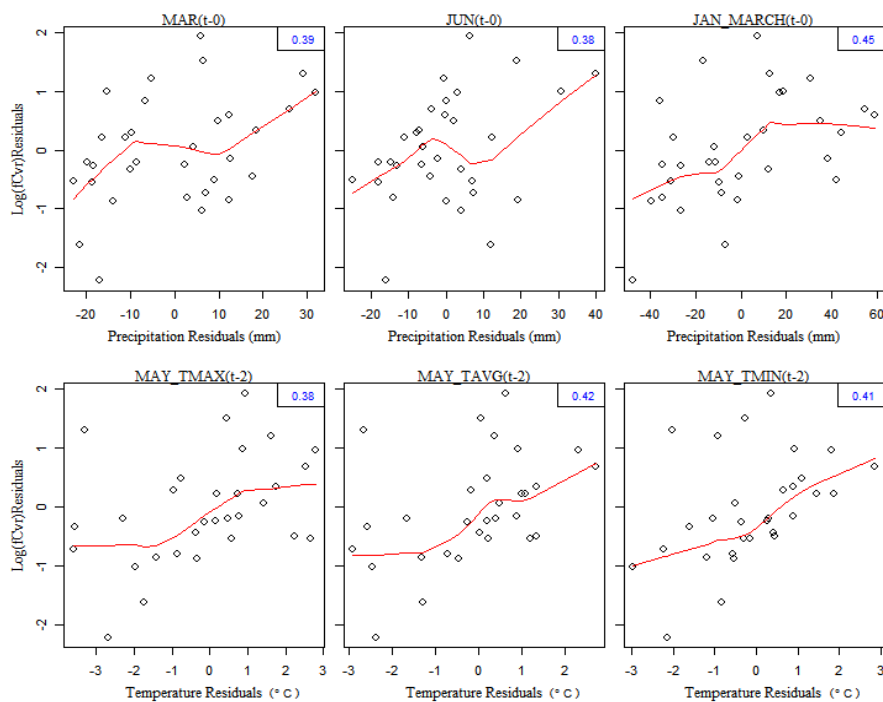 MAR(t-0) JUN(t-0) JAN_MARCH(t-0)
0.39 0.38 0.45
Log(fCvr)Residuals
2
1
0
-1
-2
-20 -10 0 10 20 30
-20 -10 0 10 20 30 40
-40 -20 0 20 40 60
Precipitation Residuals (mm) Precipitation Residuals (mm) Precipitation Residuals (mm)
MAY_TMAX(t-2) MAY_TAVG(t-2) MAY_TMIN(t-2)
0.38 0.42 0.41
Log(fCvr)Residuals
2
1
0
-1
-2
-3 -2 -1 0 1 2 3
-2 0 2
-3 -2 -1 0 1 2 3
Temperature Residuals (° C) Temperature Residuals (° C) Temperature Residuals (° C)